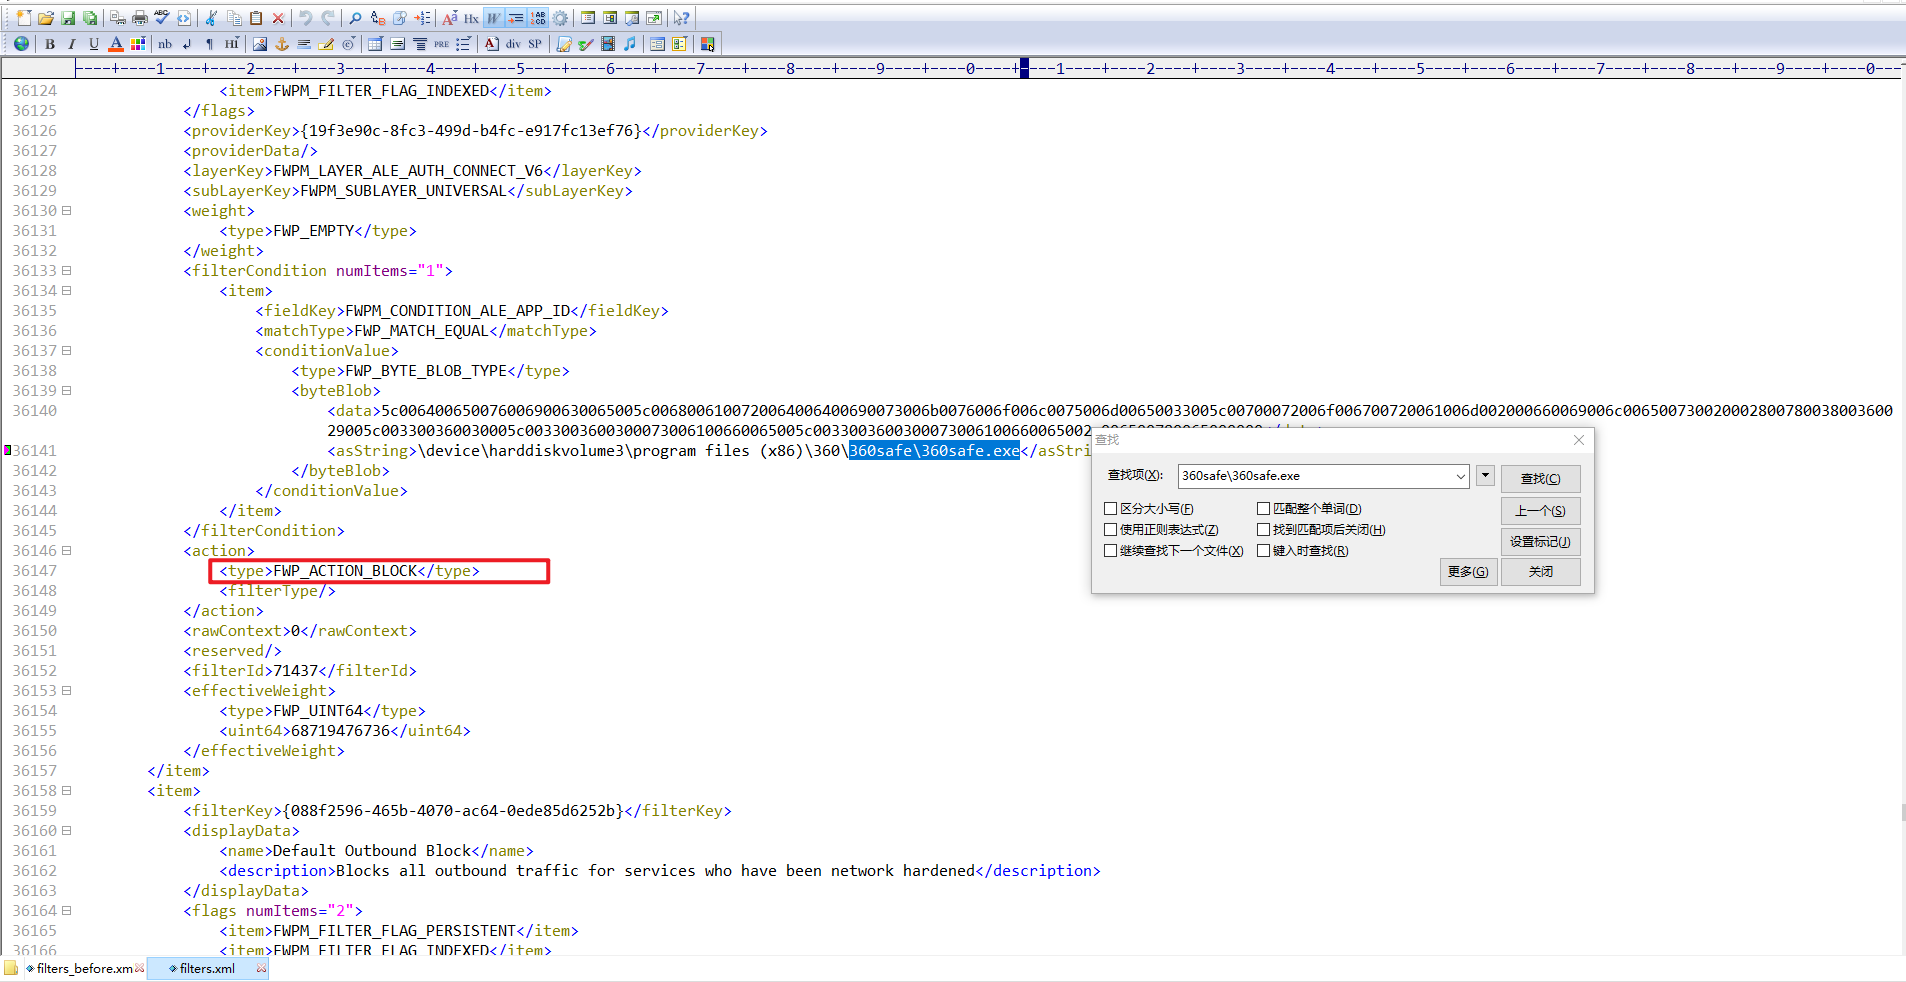 nb HI PRE div SP
----+----1----+----2----+----3----+----4----+----5----+----6----+----7----+----8----+----9----+----0----+----1----+----2----+----3----+----4----+----5----+----6----+----7----+----8----+----9----+----0---
36124 <item>FWPM_FILTER_FLAG_INDEXED</item>
36125 </flags>
36126 <providerKey>{19f3e90c-8fc3-499d-b4fc-e917fc13ef76}</providerKey>
36127 <providerData/>
36128 <layerKey>FWPM_LAYER_ALE_AUTH_CONNECT_V6</layerKey>
36129 <subLayerKey>FWPM_SUBLAYER_UNIVERSAL</subLayerKey>
36130 <weight>
36131 <type>FWP_EMPTY</type>
36132 </weight>
36133 <filterCondition numItems="1">
36134 <item>
36135 <fieldKey>FWPM_CONDITION_ALE_APP_ID</fieldKey>
36136 <matchType>FWP_MATCH_EQUAL</matchType>
36137 <conditionValue>
36138 <type>FWP_BYTE_BLOB_TYPE</type>
36139 <byteBlob>
36140 <data>5c006400650076006900630065005c0068006100720064006400690073006b0076006f006c0075006d00650033005c00700072006f006700720061006d002000660069006c006500730020002800780038003600
29005c003300360030005c0033003600300073006100660065005c003300360030007300610066006500
36141 <asString>\device\harddiskvolume3\program files (x86)\360\360safe\360safe.exe</asStri
36142 </byteBlob>
36143 </conditionValue>
36144 </item>
36145 </filterCondition>
36146 <action>
36147 <type>FWP_ACTION_BLOCK</type>
36148 <filterType/>
36149 </action>
36150 <rawContext>0</rawContext>
36151 <reserved/>
36152 <filterId>71437</filterId>
36153 <effectiveWeight>
36154 <type>FWP_UINT64</type>
36155 <uint64>68719476736</uint64>
36156 </effectiveWeight>
36157 </item>
36158 <item>
36159 <filterKey>{088f2596-465b-4070-ac64-0ede85d6252b}</filterKey>
36160 <displayData>
36161 <name>Default Outbound Block</name>
36162 <description>Blocks all outbound traffic for services who have been network hardened</description>
36163 </displayData>
36164 <flags numItems="2">
36165 <item>FWPM_FILTER_FLAG_PERSISTENT</item>
36166 <item>FWPM_FILTER_FLAG_INDEXED</item>
查找
查找项(X): 360safe\360safe.exe 查找(C)
区分大小写(F) 匹配整个单词(D) 上一个(S)
使用正则表达式(Z) 找到匹配项后关闭(H) 设置标记(J)
继续查找下一个文件(X) 键入时查找(R)
更多(G) 关闭
filters_before.xm filters.xml